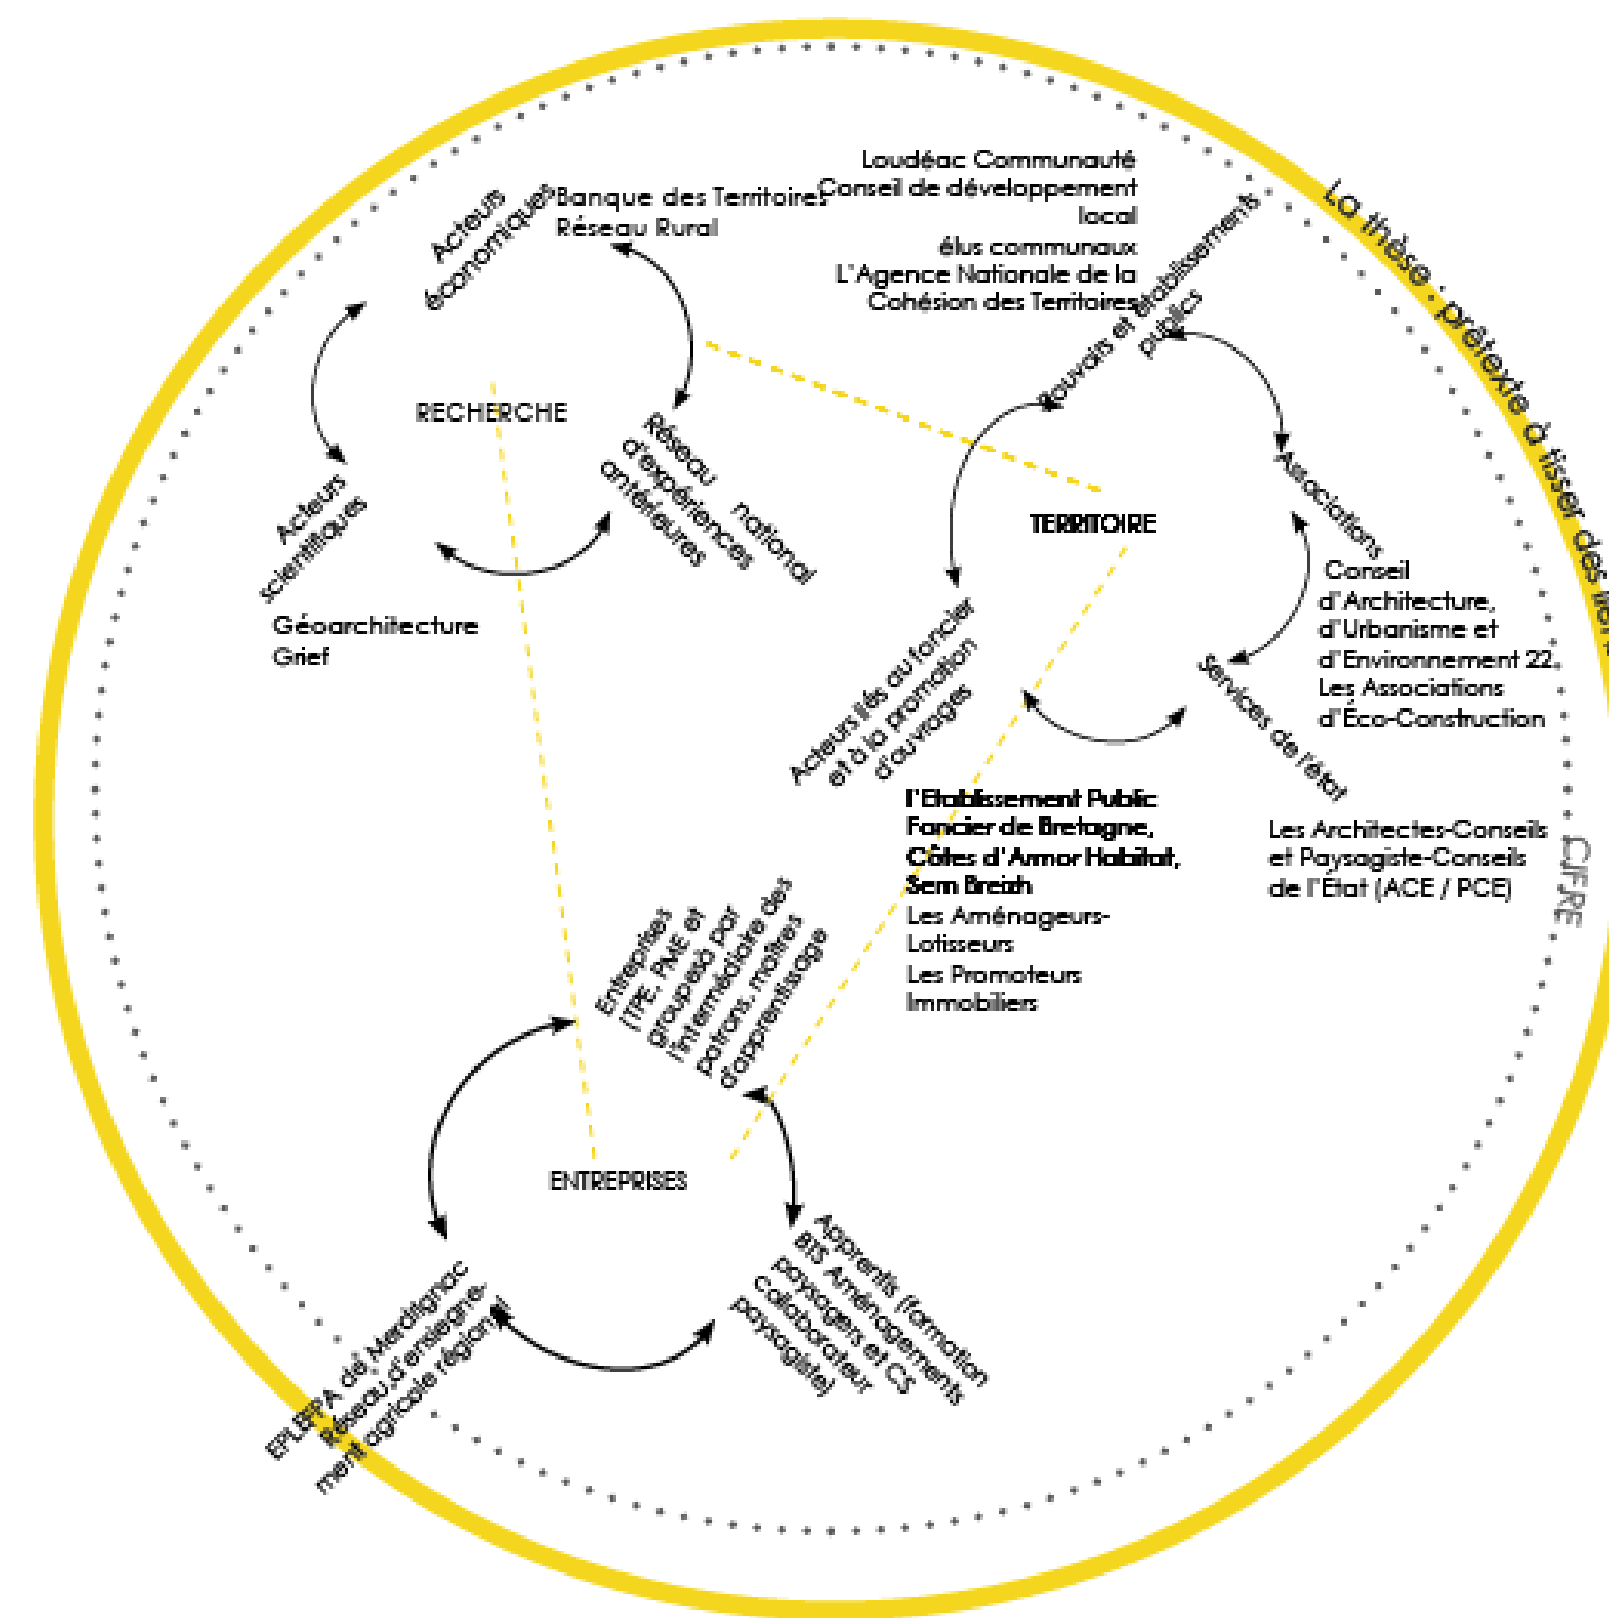 La thèse : prétexte à tisser des liens
CIFRE
Acteurs
économiques
Banque des Territoires
Réseau Rural
RECHERCHE
Acteurs
scientifiques
Géoarchitecture
Grief
Réseau national
d'expériences
antérieures
Loudéac Communauté
Conseil de développement
local
élus communaux
L'Agence Nationale de la
Cohésion des Territoires
Pouvoirs et établissements
publics
TERRITOIRE
Associations
Conseil
d'Architecture,
d'Urbanisme et
d'Environnement 22.
Les Associations
d'Éco-Construction
Services de l'état
Les Architectes-Conseils
et Paysagiste-Conseils
de l'État (ACE / PCE)
Acteurs liés au foncier
et à la promotion
d'ouvrages
l'Etablissement Public
Foncier de Bretagne,
Côtes d'Armor Habitat,
Sem Breizh
Les Aménageurs-
Lotisseurs
Les Promoteurs
Immobiliers
Entreprises
(TPE, PME et
groupesà par
l'intermédiaire des
patrons, maîtres
d'apprentissage
ENTREPRISES
Apprentis (formation
BTS Aménagements
paysagers et CS
Collaborateur
paysagiste)
EPLEFPA de Merdrignac
Réseau d'enseigne-
ment agricole régional